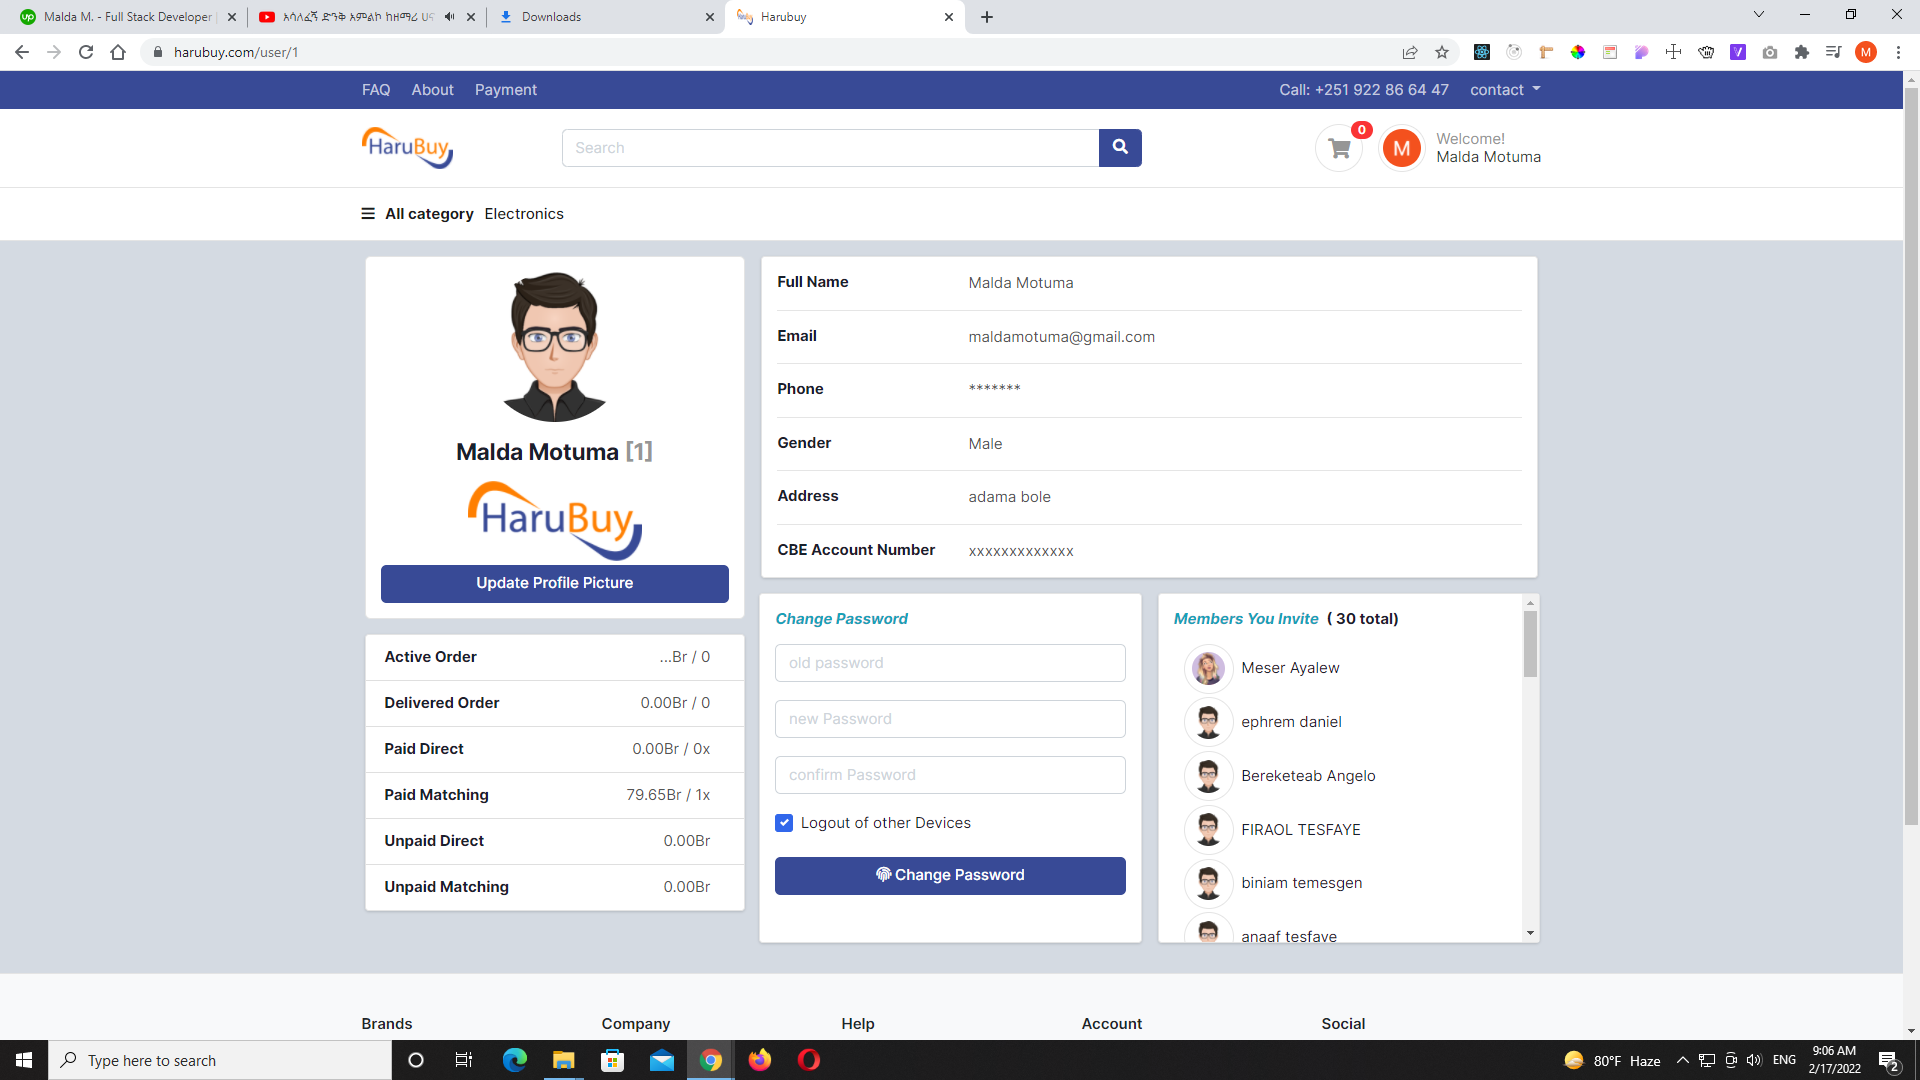 Malda M. - Full Stack Developer
አሳለፈኝ ድንቅ አምልኮ ከዘማሪ ሀና
Downloads
Harubuy
harubuy.com/user/1
M
FAQ About Payment
Call: +251 922 86 64 47 contact
HaruBuy
Search
0
M
Welcome!
Malda Motuma
All category Electronics
Malda Motuma [1]
HaruBuy
Update Profile Picture
Active Order ...Br / 0
Delivered Order 0.00Br / 0
Paid Direct 0.00Br / 0x
Paid Matching 79.65Br / 1x
Unpaid Direct 0.00Br
Unpaid Matching 0.00Br
Full Name Malda Motuma
Email maldamotuma@gmail.com
Phone *******
Gender Male
Address adama bole
CBE Account Number xxxxxxxxxxxxx
Change Password
old password
new Password
confirm Password
Logout of other Devices
Change Password
Members You Invite ( 30 total)
Meser Ayalew
ephrem daniel
Bereketeab Angelo
FIRAOL TESFAYE
biniam temesgen
anaaf tesfaye
Brands Company Help Account Social
Type here to search
80°F Haze
ENG
9:06 AM
2/17/2022
2